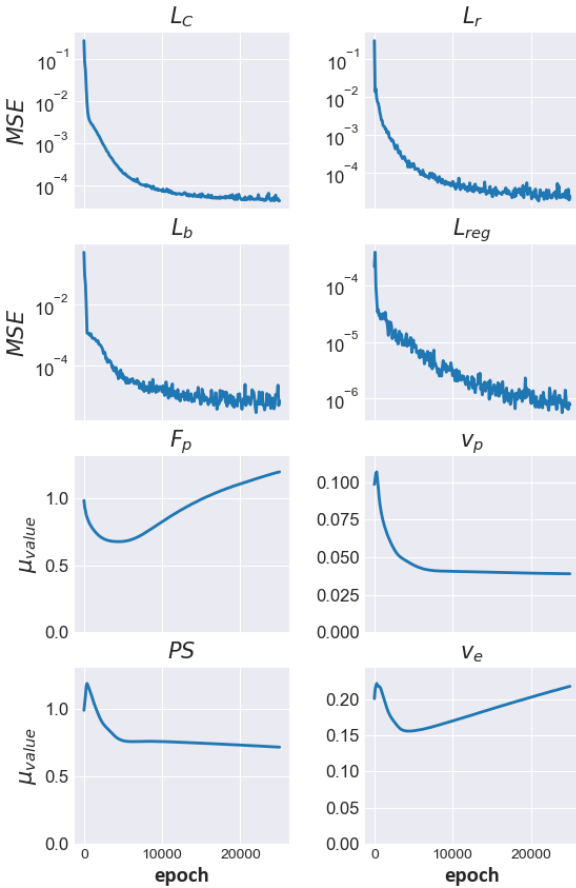 L_C
L_r
MSE
10^−1
10^−2
10^−3
10^−4
10^−1
10^−2
10^−3
10^−4
L_b
L_reg
MSE
10^−2
10^−4
10^−4
10^−5
10^−6
F_p
v_p
μ_value
1.0
0.5
0.0
0.100
0.075
0.050
0.025
0.000
PS
v_e
μ_value
1.0
0.5
0.0
0.20
0.15
0.10
0.05
0.00
0 10000 20000
0 10000 20000
epoch
epoch